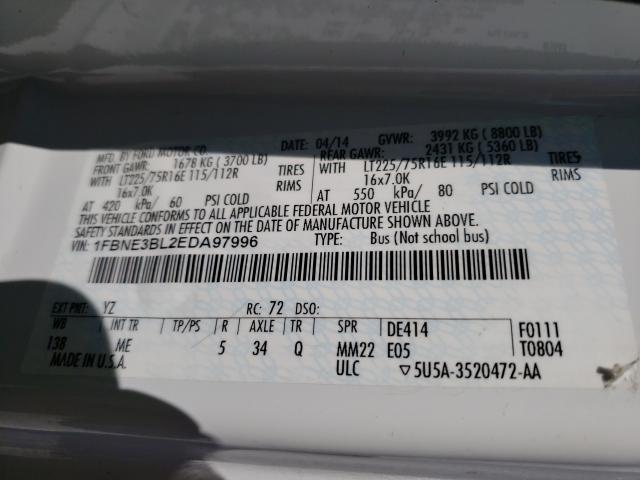 MFD. BY FORD MOTOR CO.
DATE: 04/14 GVWR: 3992 KG ( 8800 LB)
FRONT GAWR: 1678 KG ( 3700 LB) REAR GAWR: 2431 KG ( 5360 LB)
WITH LT225/75R16E 115/112R TIRES WITH LT225/75R16E 115/112R TIRES
16x7.0K RIMS 16x7.0K RIMS
AT 420 kPa/ 60 PSI COLD AT 550 kPa/ 80 PSI COLD
THIS VEHICLE CONFORMS TO ALL APPLICABLE FEDERAL MOTOR VEHICLE
SAFETY STANDARDS IN EFFECT ON THE DATE OF MANUFACTURE SHOWN ABOVE.
VIN: 1FBNE3BL2EDA97996 TYPE: Bus (Not school bus)
EXT PNT: YZ RC: 72 DSO:
WB INT TR TP/PS R AXLE TR SPR DE414 F0111
138 ME 5 34 Q MM22 E05 T0804
MADE IN U.S.A. ULC ▽5U5A-3520472-AA